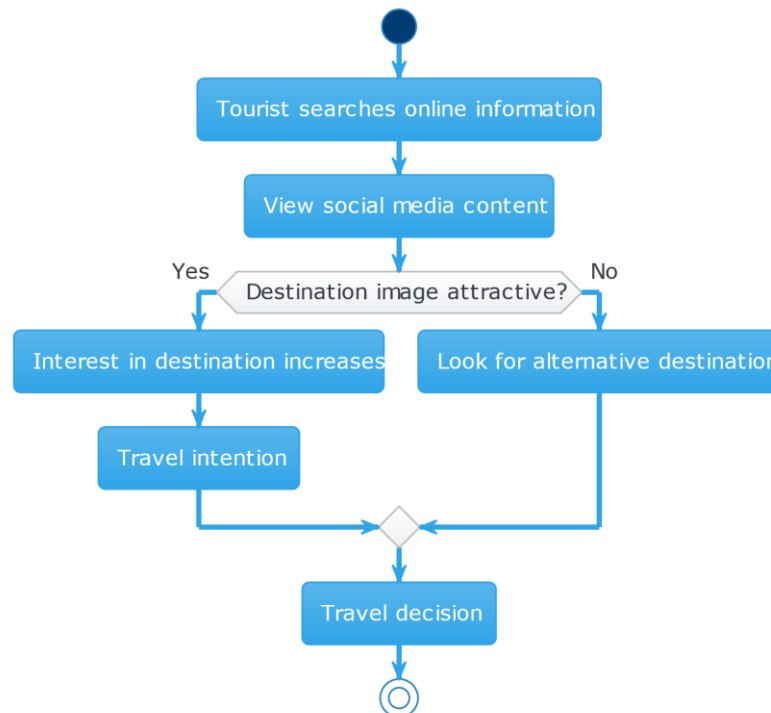 Tourist searches online information
View social media content
Yes
Destination image attractive?
No
Interest in destination increases
Look for alternative destination
Travel intention
Travel decision